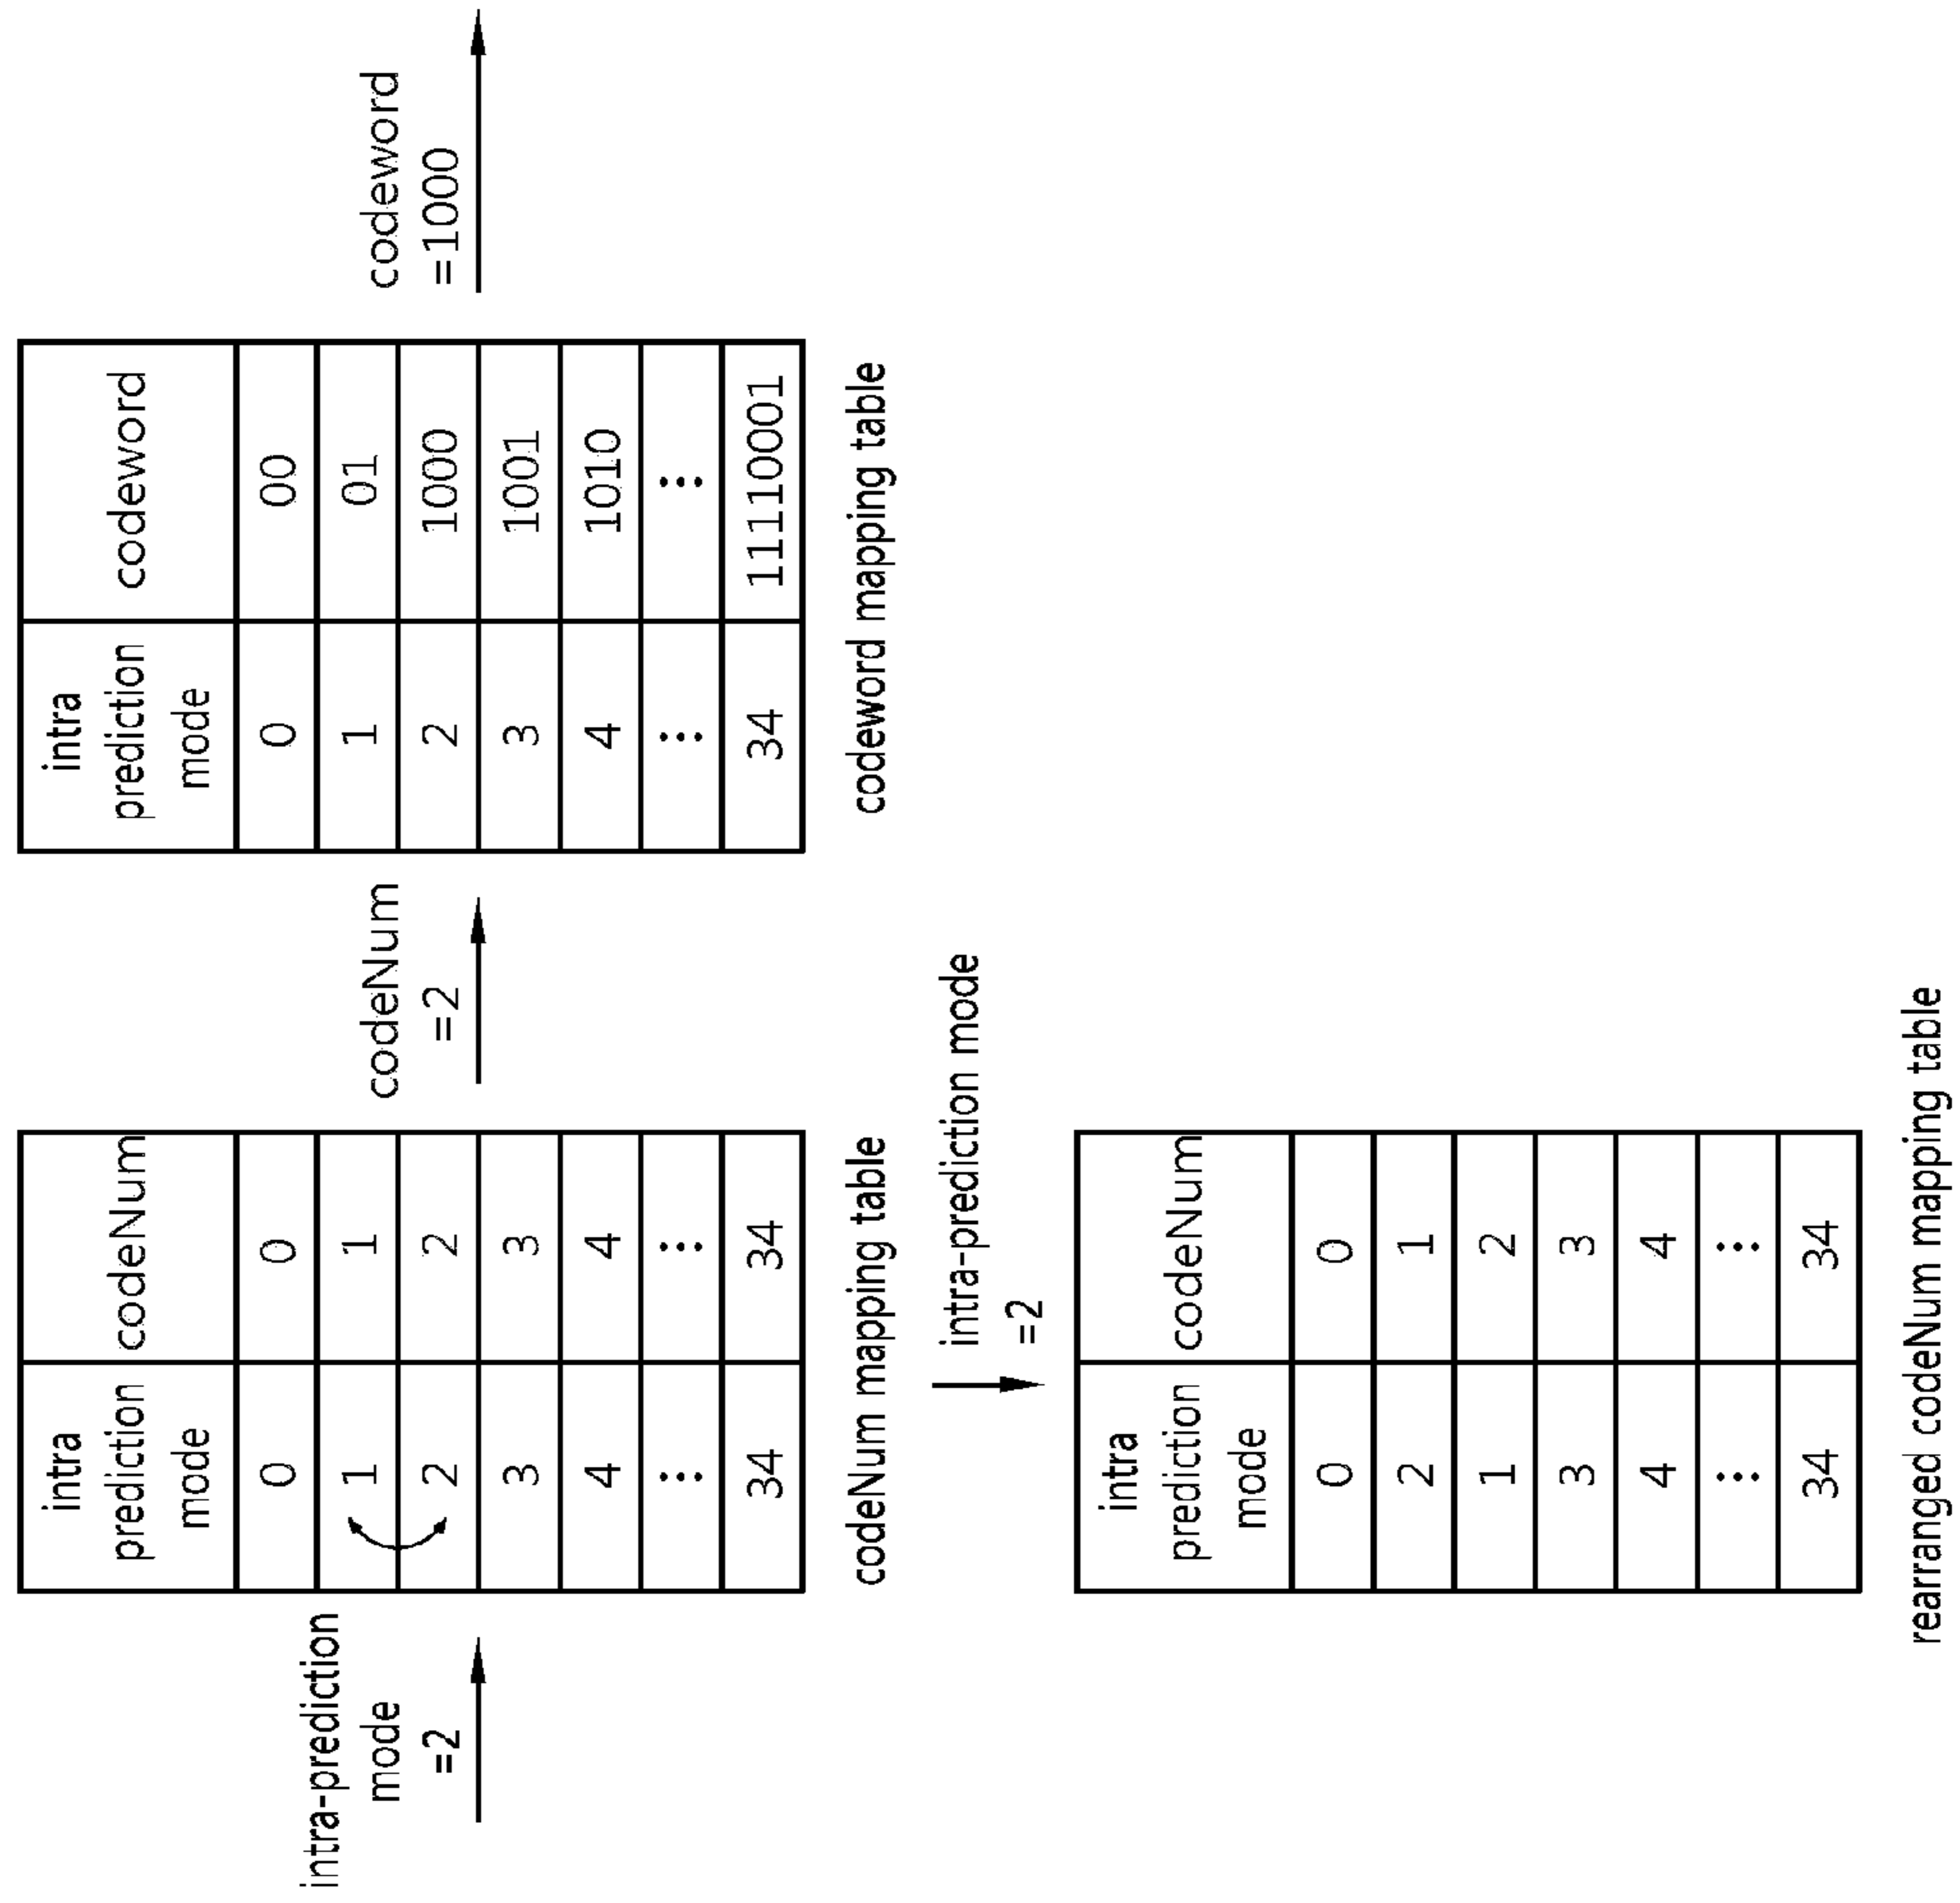 intra-prediction
mode
=2
intra
prediction
mode
codeNum
0 0
1 1
2 2
3 3
4 4
⋮ ⋮
34 34
codeNum mapping table
codeNum
=2
intra
prediction
mode
codeword
0 00
1 01
2 1000
3 1001
4 1010
⋮ ⋮
34 11110001
codeword mapping table
codeword
=1000
intra-prediction mode
=2
intra
prediction
mode
codeNum
0 0
2 1
1 2
3 3
4 4
⋮ ⋮
34 34
rearranged codeNum mapping table